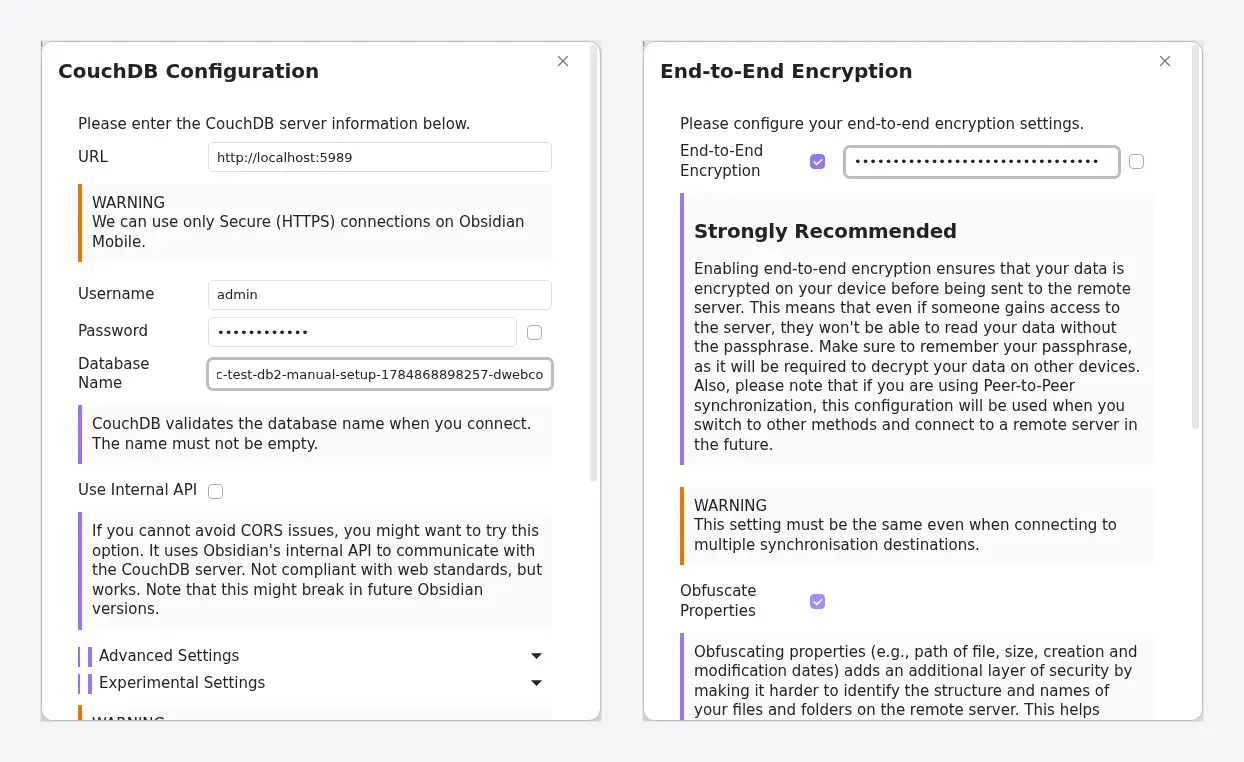 CouchDB Configuration
Please enter the CouchDB server information below.
URL
http://localhost:5989
WARNING
We can use only Secure (HTTPS) connections on Obsidian
Mobile.
Username
admin
Password
••••••••••••
Database
Name
c-test-db2-manual-setup-1784868898257-dwebco
CouchDB validates the database name when you connect.
The name must not be empty.
Use Internal API
If you cannot avoid CORS issues, you might want to try this
option. It uses Obsidian's internal API to communicate with
the CouchDB server. Not compliant with web standards, but
works. Note that this might break in future Obsidian
versions.
Advanced Settings
Experimental Settings
WARNING
End-to-End Encryption
Please configure your end-to-end encryption settings.
End-to-End
Encryption
••••••••••••••••••••••••••••••••
Strongly Recommended
Enabling end-to-end encryption ensures that your data is
encrypted on your device before being sent to the remote
server. This means that even if someone gains access to
the server, they won't be able to read your data without
the passphrase. Make sure to remember your passphrase,
as it will be required to decrypt your data on other devices.
Also, please note that if you are using Peer-to-Peer
synchronization, this configuration will be used when you
switch to other methods and connect to a remote server in
the future.
WARNING
This setting must be the same even when connecting to
multiple synchronisation destinations.
Obfuscate
Properties
Obfuscating properties (e.g., path of file, size, creation and
modification dates) adds an additional layer of security by
making it harder to identify the structure and names of
your files and folders on the remote server. This helps